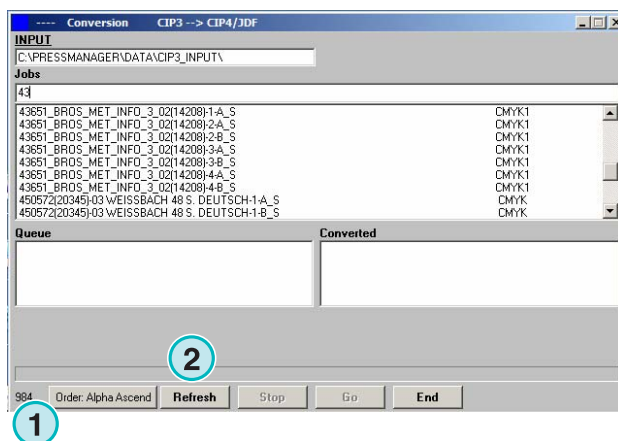 ---- Conversion CIP3 --> CIP4/JDF
INPUT
C:\PRESSMANAGER\DATA\CIP3_INPUT\
Jobs
43
43651_BROS_MET_INFO_3_02(14208)-1-A_S CMYK1
43651_BROS_MET_INFO_3_02(14208)-2-A_S CMYK1
43651_BROS_MET_INFO_3_02(14208)-2-B_S CMYK1
43651_BROS_MET_INFO_3_02(14208)-3-A_S CMYK1
43651_BROS_MET_INFO_3_02(14208)-3-B_S CMYK1
43651_BROS_MET_INFO_3_02(14208)-4-A_S CMYK1
43651_BROS_MET_INFO_3_02(14208)-4-B_S CMYK1
450572(20345)-03 WEISSBACH 48 S. DEUTSCH-1-A_S CMYK
450572(20345)-03 WEISSBACH 48 S. DEUTSCH-1-B_S CMYK
Queue Converted
2
984 Order: Alpha Ascend Refresh Stop Go End
1